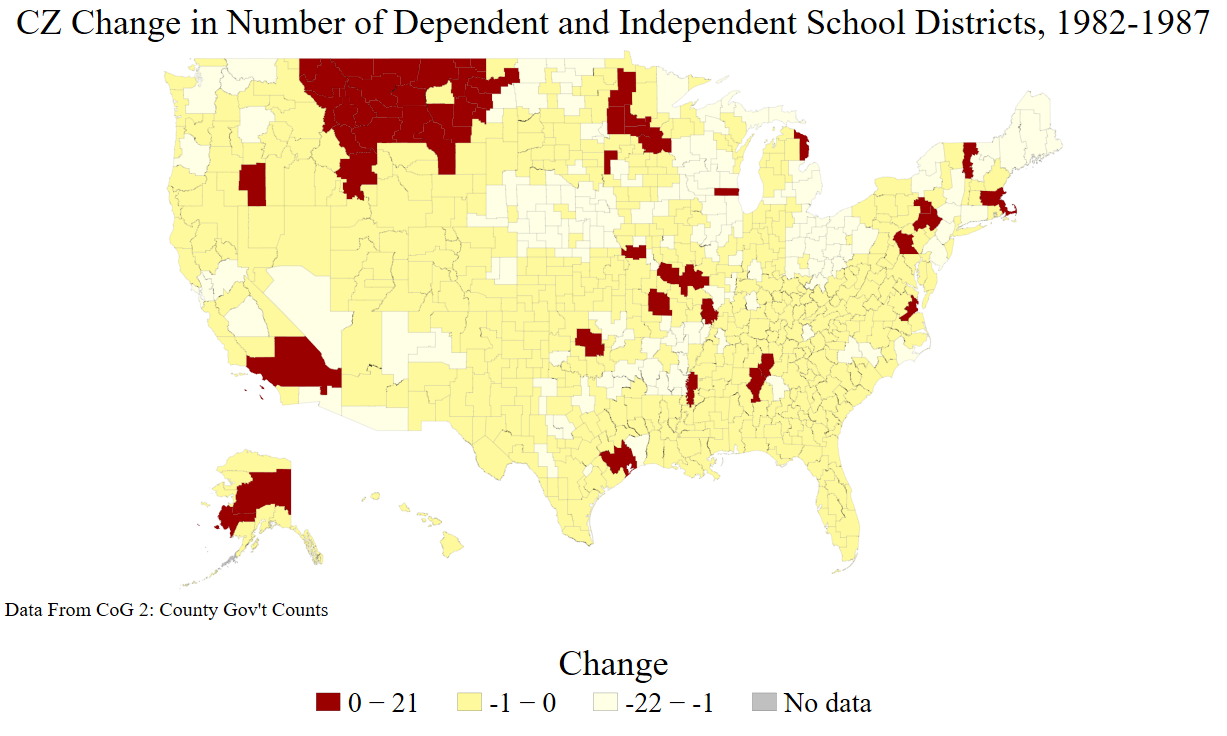 CZ Change in Number of Dependent and Independent School Districts, 1982-1987
Data From CoG 2: County Gov't Counts
Change
0 − 21
-1 − 0
-22 − -1
No data